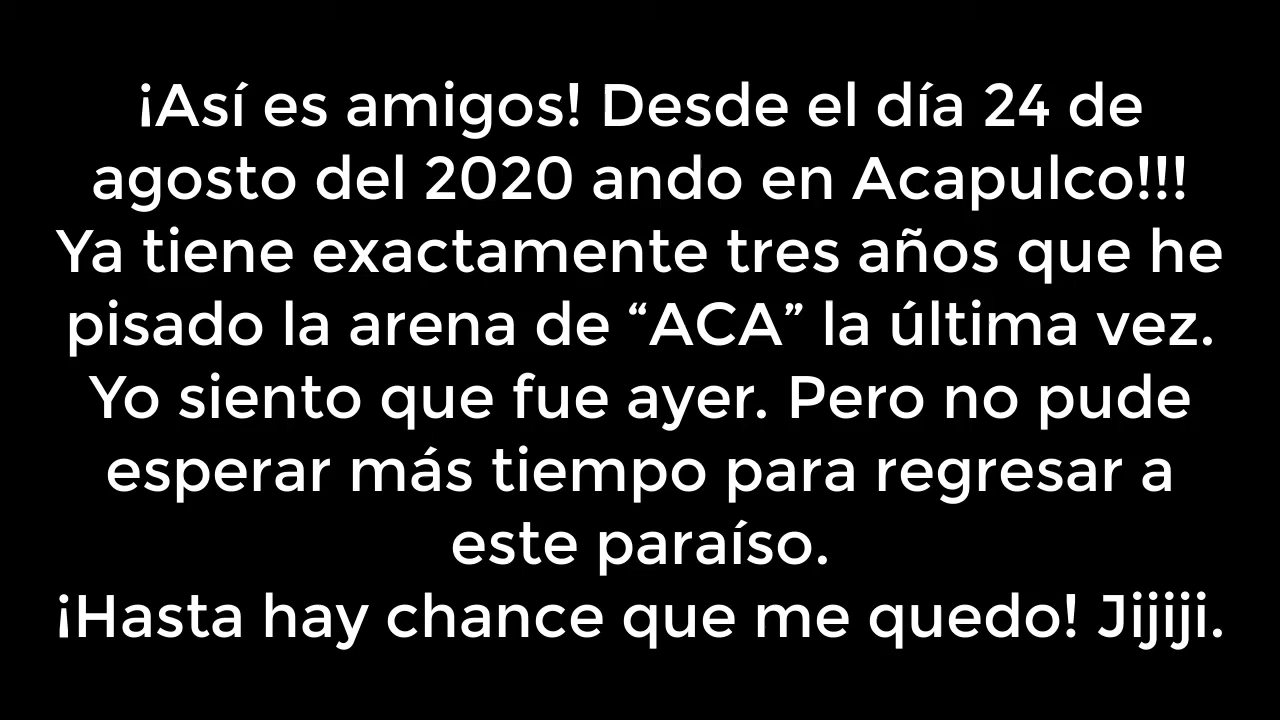 ¡Así es amigos! Desde el día 24 de
agosto del 2020 ando en Acapulco!!!
Ya tiene exactamente tres años que he
pisado la arena de “ACA” la última vez.
Yo siento que fue ayer. Pero no pude
esperar más tiempo para regresar a
este paraíso.
¡Hasta hay chance que me quedo! Jijiji.